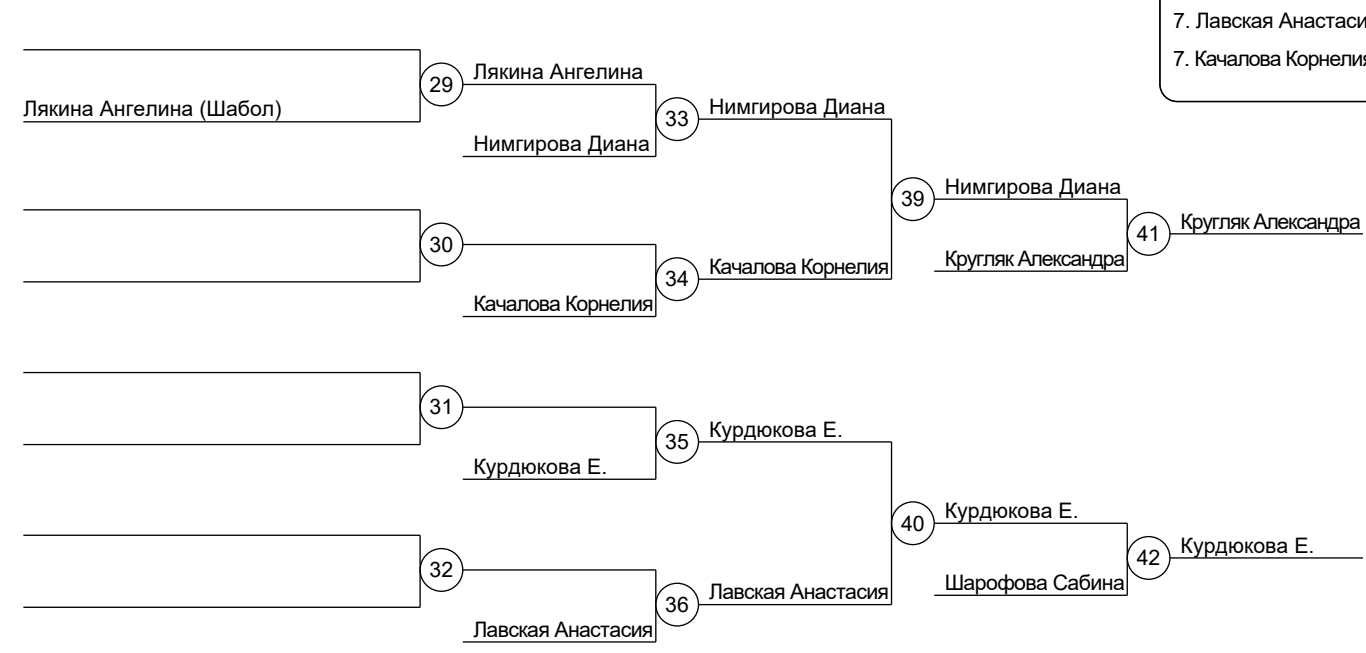 7. Лавская Анастаси
7. Качалова Корнелия
29
Лякина Ангелина
Лякина Ангелина (Шабол)
33
Нимгирова Диана
Нимгирова Диана
39
Нимгирова Диана
41
Кругляк Александра
30
34
Качалова Корнелия
Кругляк Александра
Качалова Корнелия
31
35
Курдюкова Е.
Курдюкова Е.
40
Курдюкова Е.
42
Курдюкова Е.
32
36
Лавская Анастасия
Шарофова Сабина
Лавская Анастасия